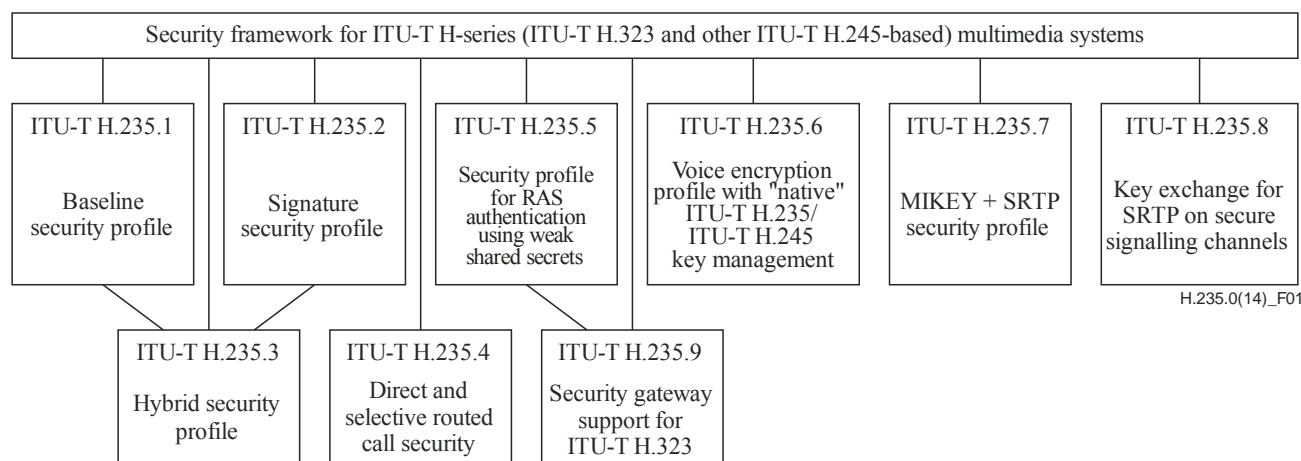 Security framework for ITU-T H-series (ITU-T H.323 and other ITU-T H.245-based) multimedia systems
ITU-T H.235.1
Baseline
security profile
ITU-T H.235.2
Signature
security profile
ITU-T H.235.5
Security profile
for RAS
authentication
using weak
shared secrets
ITU-T H.235.6
Voice encryption
profile with "native"
ITU-T H.235/
ITU-T H.245
key management
ITU-T H.235.7
MIKEY + SRTP
security profile
ITU-T H.235.8
Key exchange for
SRTP on secure
signalling channels
H.235.0(14)_F01
ITU-T H.235.3
Hybrid security
profile
ITU-T H.235.4
Direct and
selective routed
call security
ITU-T H.235.9
Security gateway
support for
ITU-T H.323